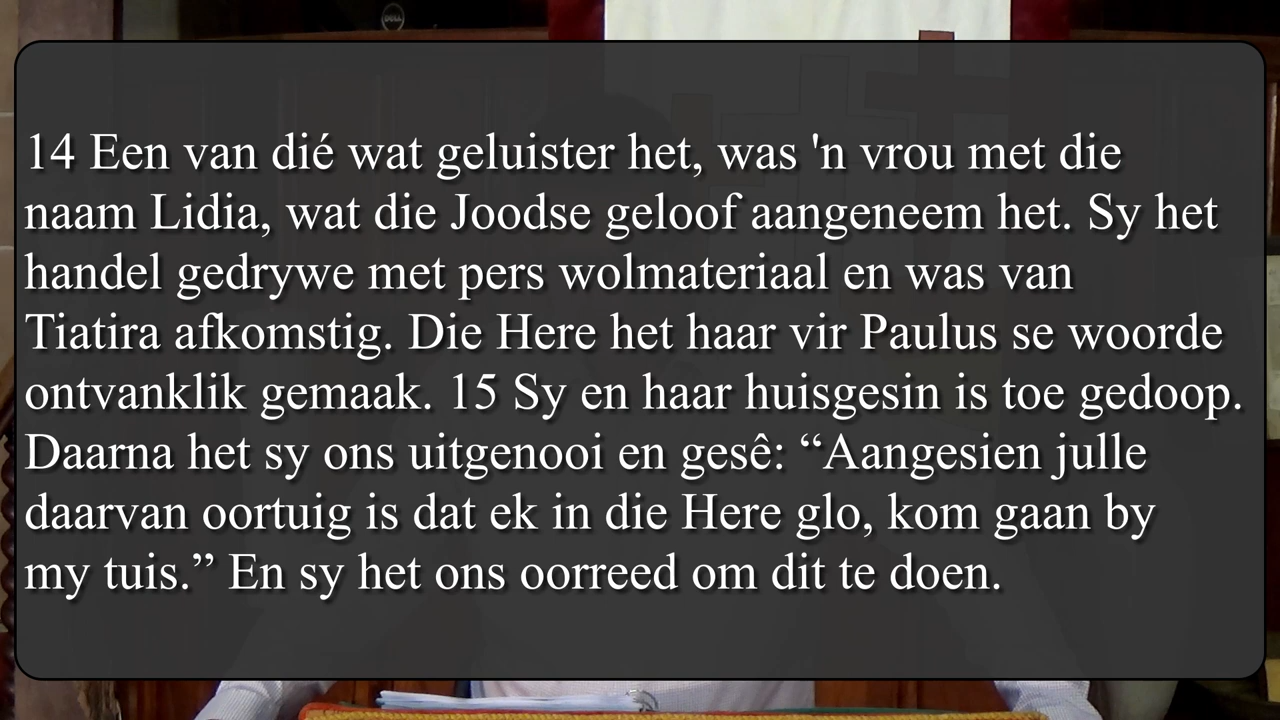 DELL
14 Een van dié wat geluister het, was 'n vrou met die
naam Lidia, wat die Joodse geloof aangeneem het. Sy het
handel gedrywe met pers wolmateriaal en was van
Tiatira afkomstig. Die Here het haar vir Paulus se woorde
ontvanklik gemaak. 15 Sy en haar huisgesin is toe gedoop.
Daarna het sy ons uitgenooi en gesê: “Aangesien julle
daarvan oortuig is dat ek in die Here glo, kom gaan by
my tuis.” En sy het ons oorreed om dit te doen.